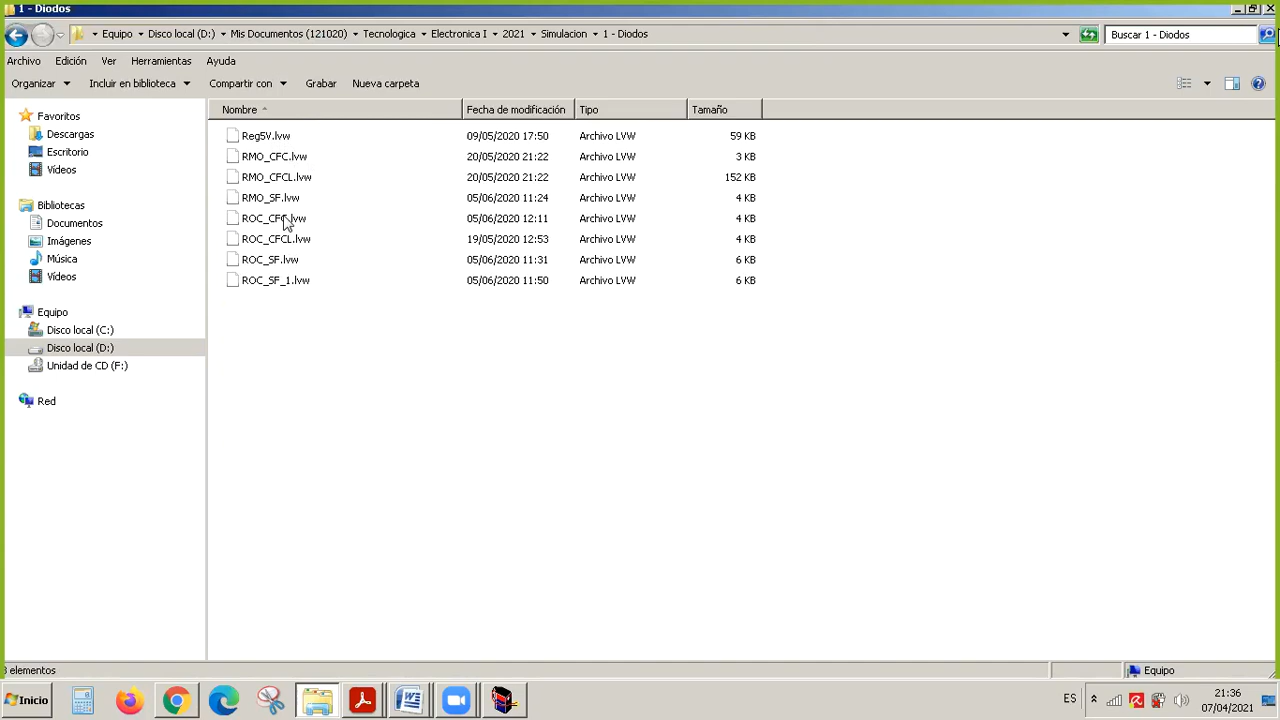 1 - Diodos
Equipo Disco local (D:) Mis Documentos (121020) Tecnologica Electronica I 2021 Simulacion 1 - Diodos
Buscar 1 - Diodos
Archivo Edición Ver Herramientas Ayuda
Organizar Incluir en biblioteca Compartir con Grabar Nueva carpeta
Nombre Fecha de modificación Tipo Tamaño
Favoritos
Descargas
Escritorio
Vídeos
Bibliotecas
Documentos
Imágenes
Música
Vídeos
Equipo
Disco local (C:)
Disco local (D:)
Unidad de CD (F:)
Red
Reg5V.lvw 09/05/2020 17:50 Archivo LVW 59 KB
RMO_CFC.lvw 20/05/2020 21:22 Archivo LVW 3 KB
RMO_CFCL.lvw 20/05/2020 21:22 Archivo LVW 152 KB
RMO_SF.lvw 05/06/2020 11:24 Archivo LVW 4 KB
ROC_CFC.lvw 05/06/2020 12:11 Archivo LVW 4 KB
ROC_CFCL.lvw 19/05/2020 12:53 Archivo LVW 4 KB
ROC_SF.lvw 05/06/2020 11:31 Archivo LVW 6 KB
ROC_SF_1.lvw 05/06/2020 11:50 Archivo LVW 6 KB
elementos
Equipo
Inicio
ES
21:36
07/04/2021